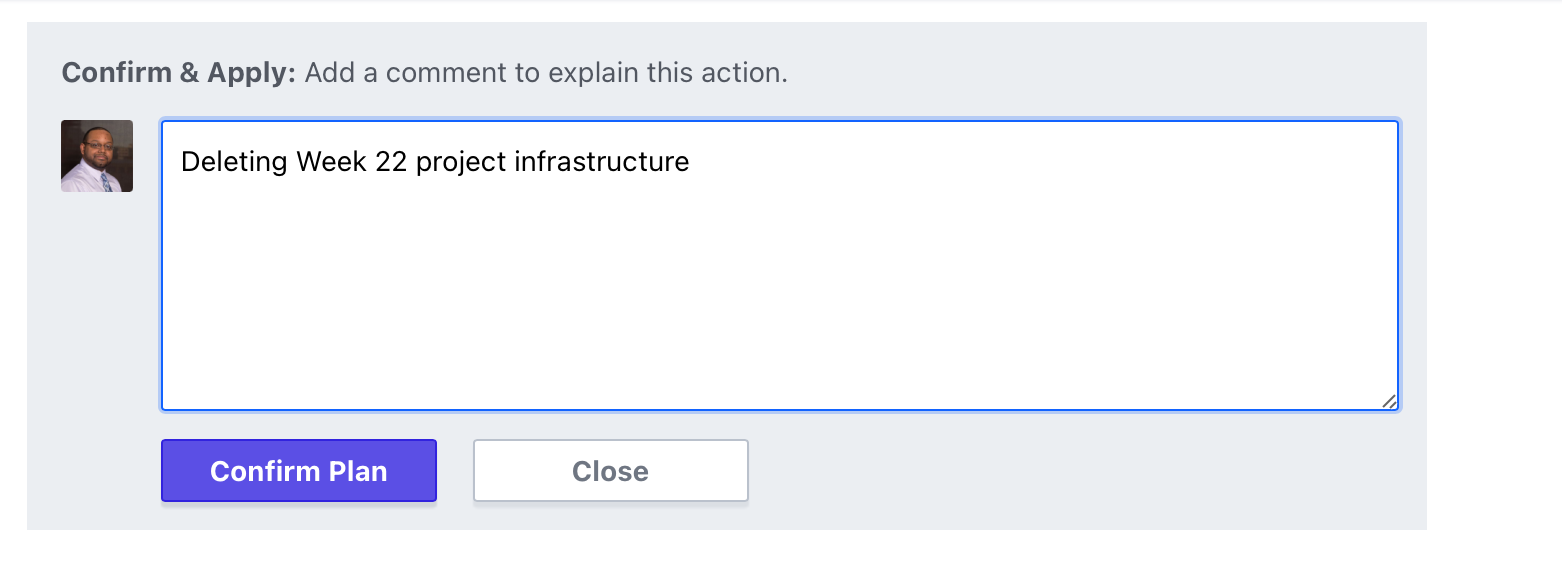 Confirm & Apply: Add a comment to explain this action.
Deleting Week 22 project infrastructure
Confirm Plan
Close